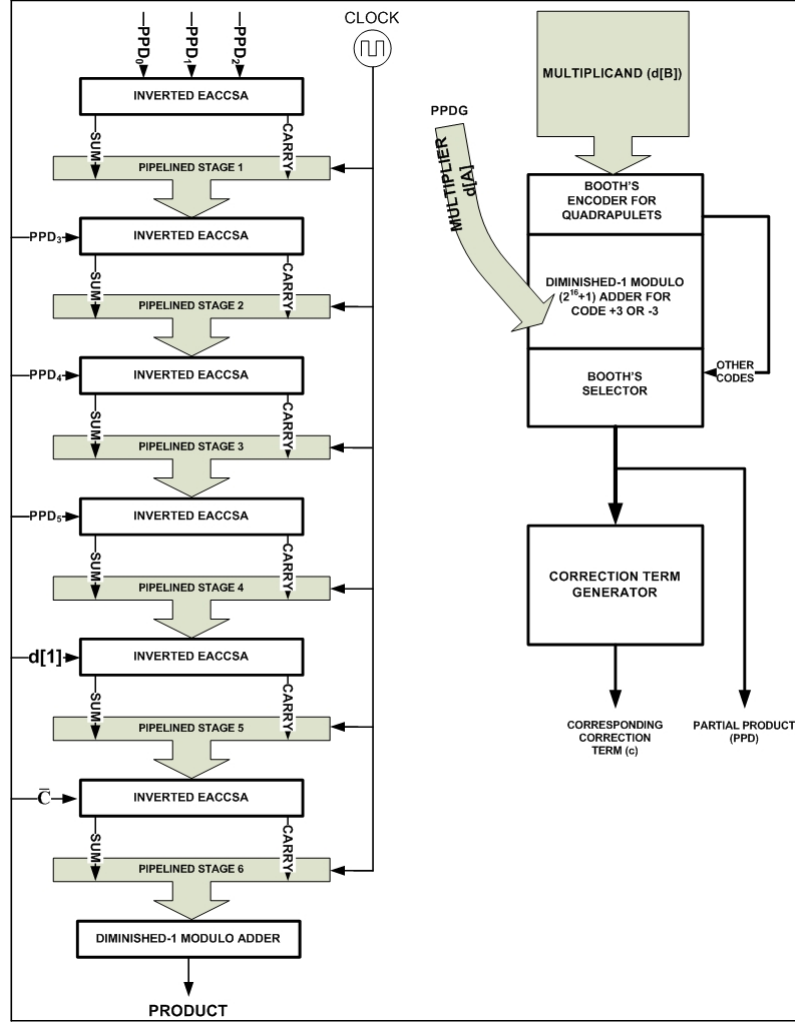 CLOCK
PPD₀
PPD₁
PPD₂
INVERTED EACCSA
SUM
CARRY
PIPELINED STAGE 1
PPD₃
INVERTED EACCSA
SUM
CARRY
PIPELINED STAGE 2
PPD₄
INVERTED EACCSA
SUM
CARRY
PIPELINED STAGE 3
PPD₅
INVERTED EACCSA
SUM
CARRY
PIPELINED STAGE 4
d[1]
INVERTED EACCSA
SUM
CARRY
PIPELINED STAGE 5
C̅
INVERTED EACCSA
SUM
CARRY
PIPELINED STAGE 6
DIMINISHED-1 MODULO ADDER
PRODUCT
MULTIPLICAND (d[B])
PPDG
MULTIPLIER
d[A]
BOOTH'S
ENCODER FOR
QUADRAPULETS
DIMINISHED-1 MODULO
(2¹⁶+1) ADDER FOR
CODE +3 OR -3
OTHER
CODES
BOOTH'S
SELECTOR
CORRECTION TERM
GENERATOR
CORRESPONDING
CORRECTION
TERM (c)
PARTIAL PRODUCT
(PPD)